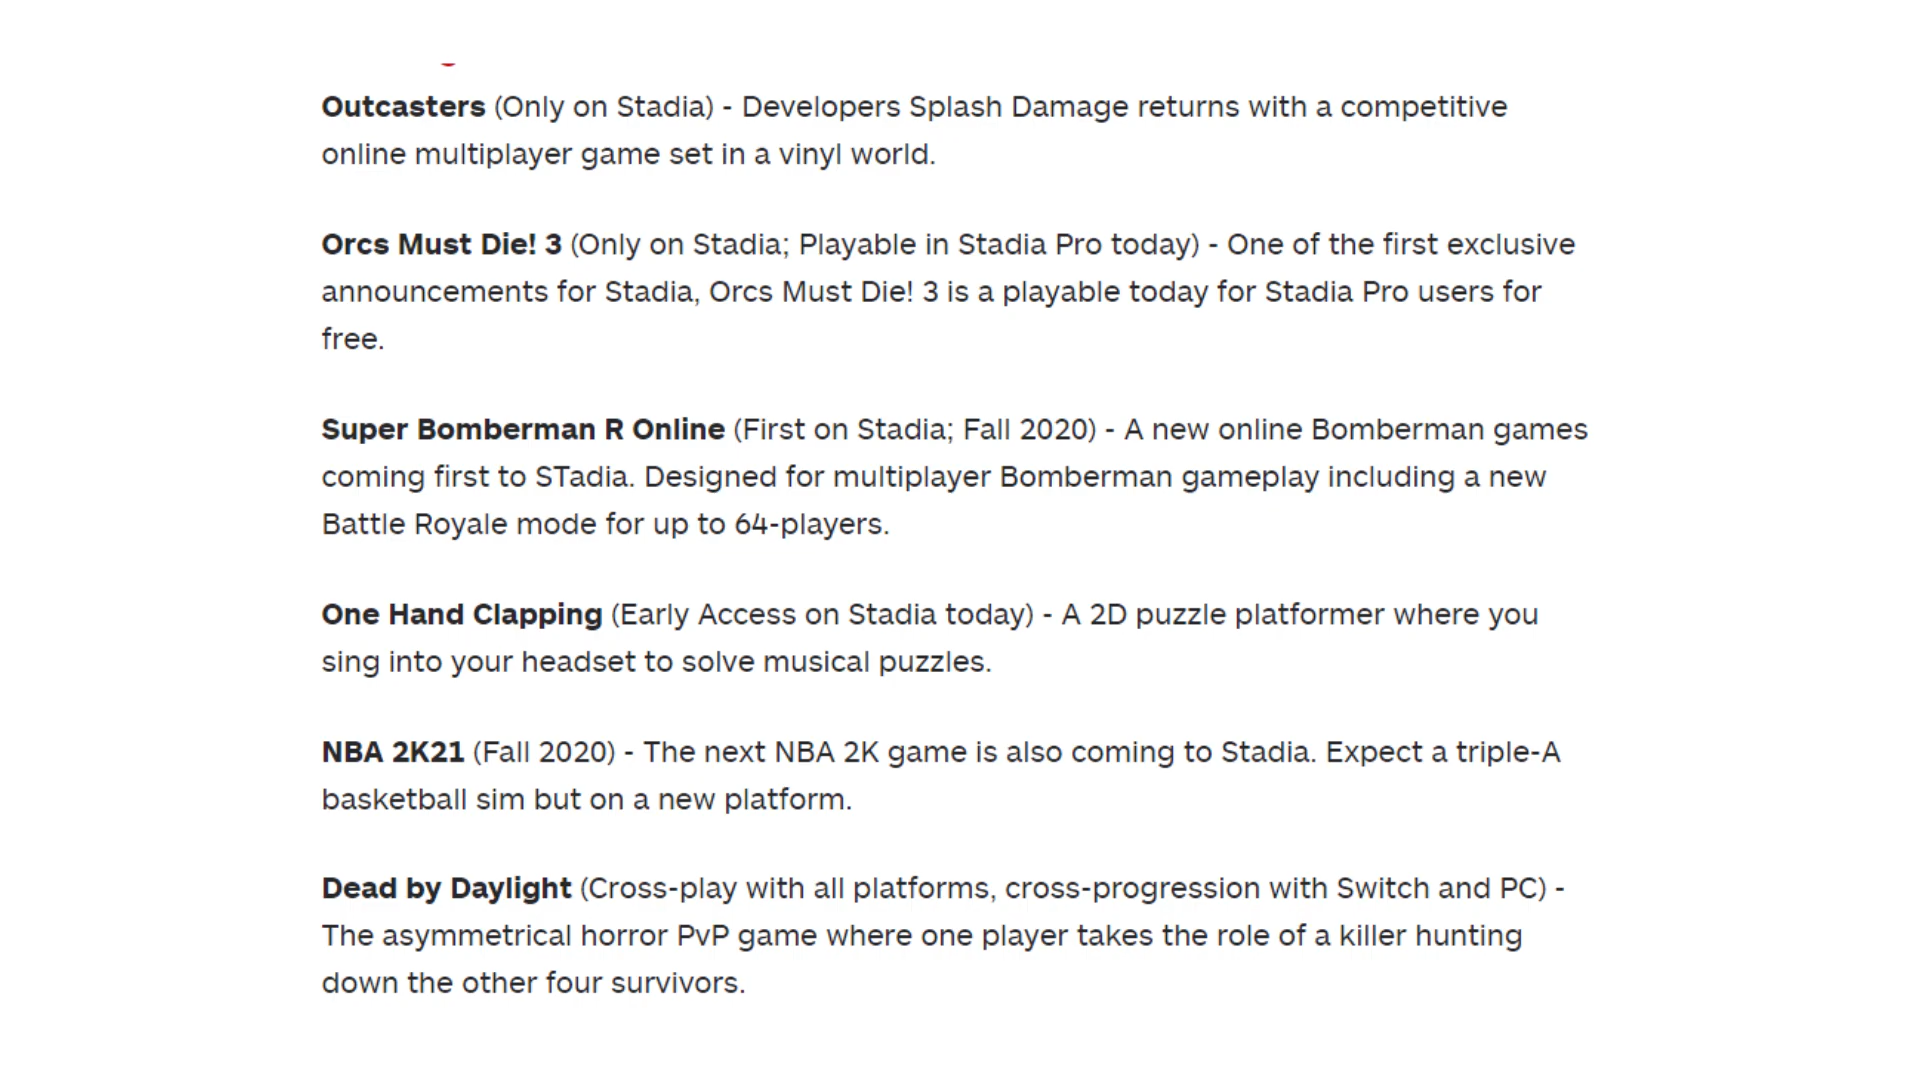 Outcasters (Only on Stadia) - Developers Splash Damage returns with a competitive
online multiplayer game set in a vinyl world.
Orcs Must Die! 3 (Only on Stadia; Playable in Stadia Pro today) - One of the first exclusive
announcements for Stadia, Orcs Must Die! 3 is a playable today for Stadia Pro users for
free.
Super Bomberman R Online (First on Stadia; Fall 2020) - A new online Bomberman games
coming first to STadia. Designed for multiplayer Bomberman gameplay including a new
Battle Royale mode for up to 64-players.
One Hand Clapping (Early Access on Stadia today) - A 2D puzzle platformer where you
sing into your headset to solve musical puzzles.
NBA 2K21 (Fall 2020) - The next NBA 2K game is also coming to Stadia. Expect a triple-A
basketball sim but on a new platform.
Dead by Daylight (Cross-play with all platforms, cross-progression with Switch and PC) -
The asymmetrical horror PvP game where one player takes the role of a killer hunting
down the other four survivors.